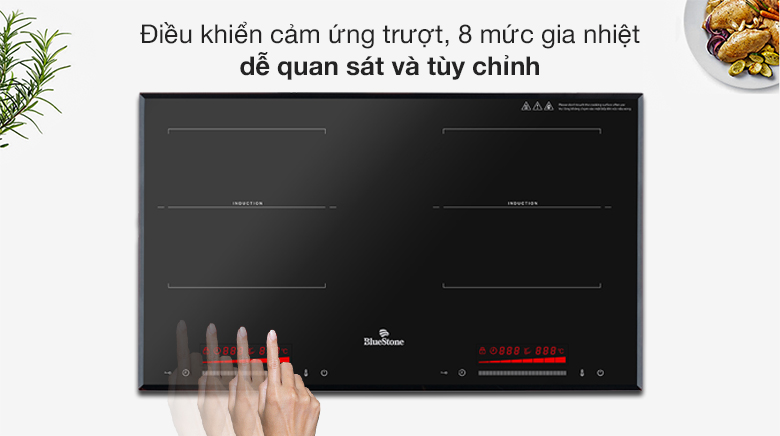 Điều khiển cảm ứng trượt, 8 mức gia nhiệt
dễ quan sát và tùy chỉnh
INDUCTION
INDUCTION
BlueStone
888 888 °C
888 888 °C